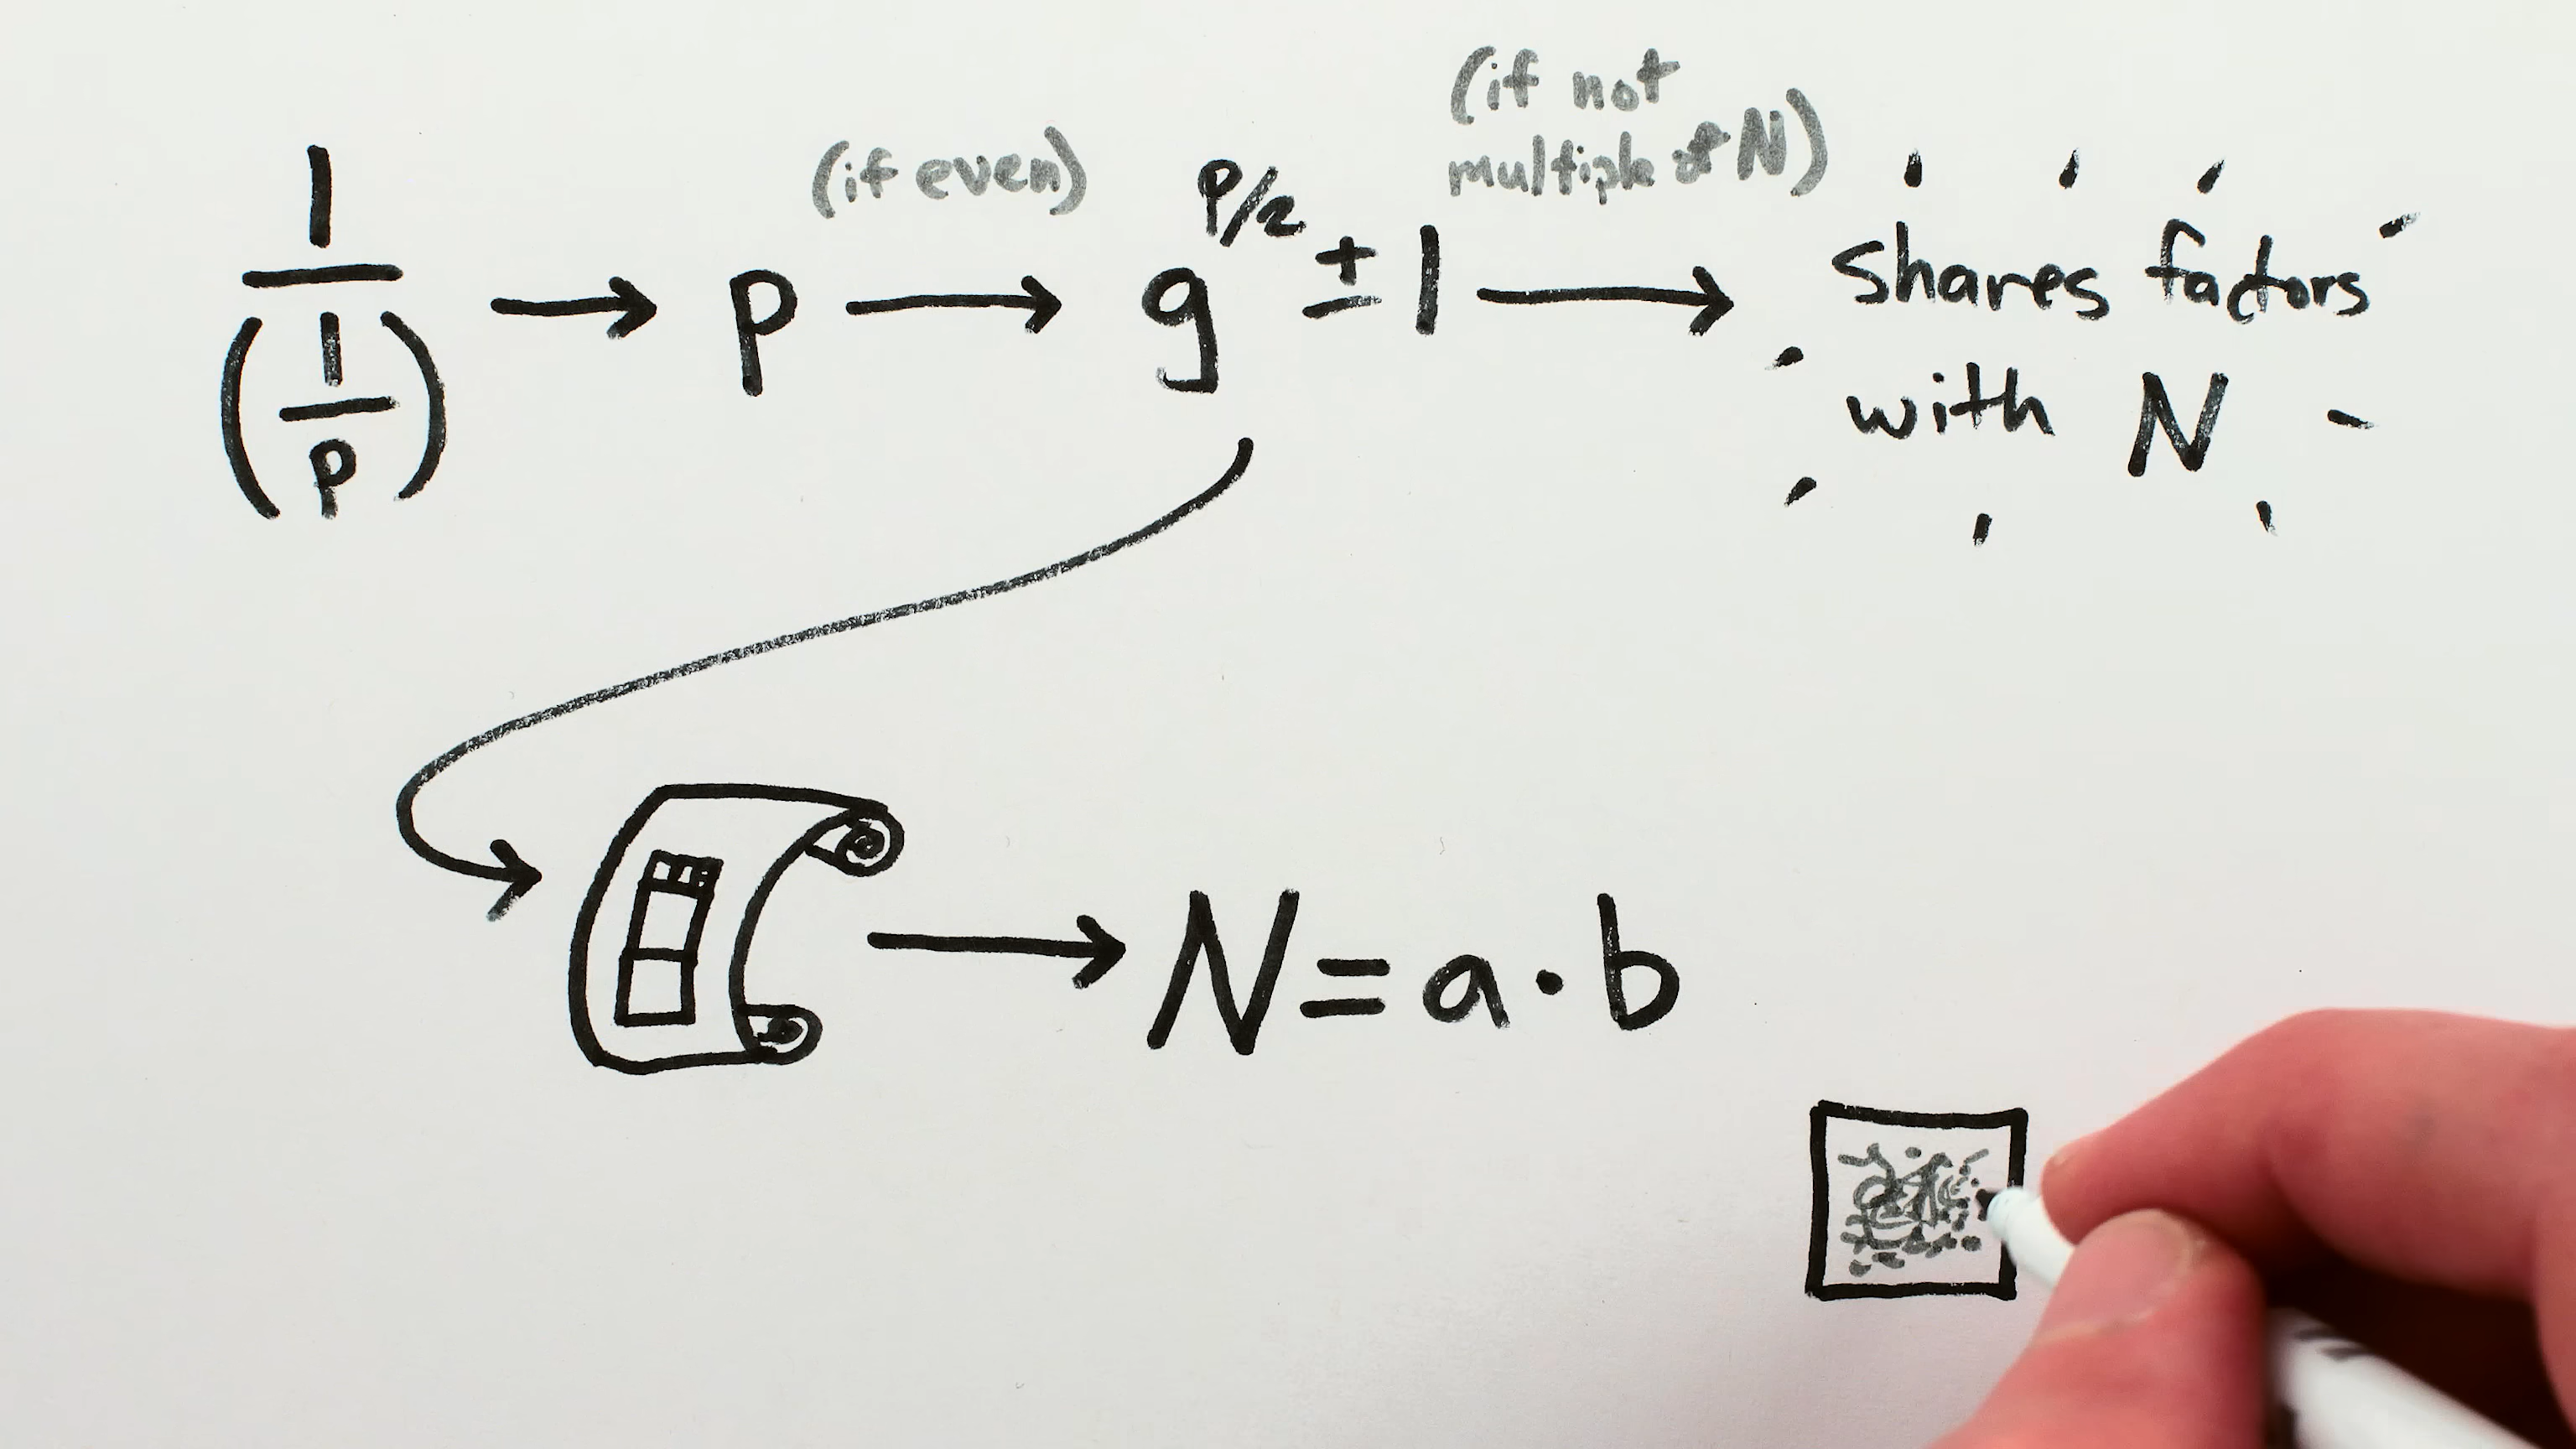 (if not
(if even) multiple of N)
1/(1/p) → p → g^(p/2) ± 1 → shares factors
with N
→ N = a · b